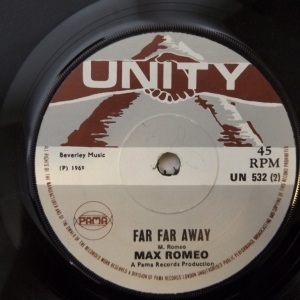 UNITY
45
RPM
UN 532 (2)
Beverley Music
(P) 1969
PAMA
FAR FAR AWAY
M. Romeo
MAX ROMEO
A Pama Records Production